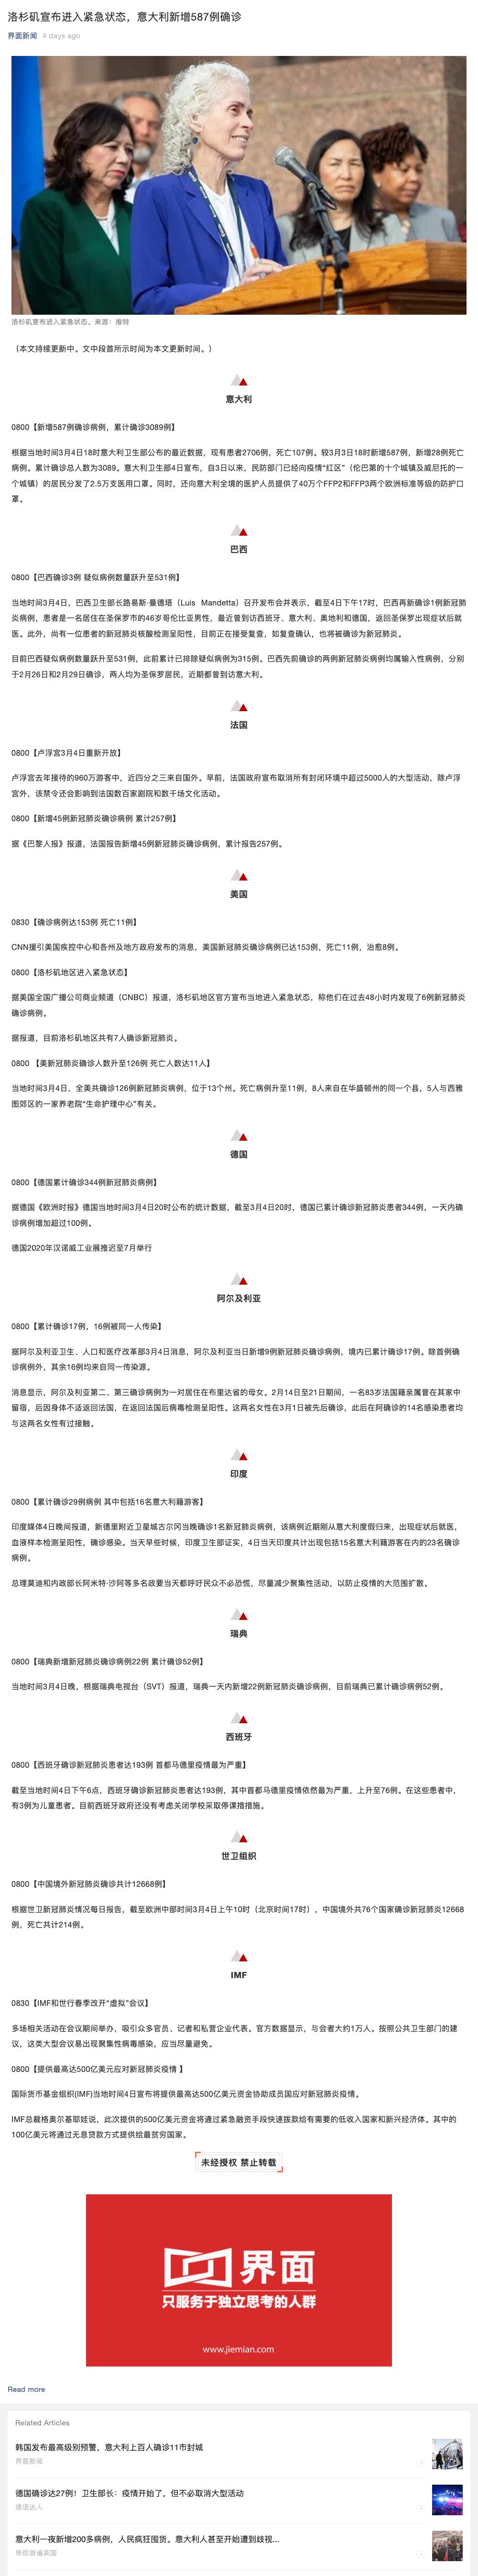 洛杉矶宣布进入紧急状态，意大利新增587例确诊
界面新闻 4 days ago
洛杉矶宣布进入紧急状态。来源：推特
（本文持续更新中。文中段首所示时间为本文更新时间。）
意大利
0800【新增587例确诊病例，累计确诊3089例】
根据当地时间3月4日18时意大利卫生部公布的最近数据，现有患者2706例，死亡107例。较3月3日18时新增587例，新增28例死亡
病例。累计确诊总人数为3089。意大利卫生部4日宣布，自3日以来，民防部门已经向疫情“红区”（伦巴第的十个城镇及威尼托的一
个城镇）的居民分发了2.5万支医用口罩。同时，还向意大利全境的医护人员提供了40万个FFP2和FFP3两个欧洲标准等级的防护口
罩。
巴西
0800【巴西确诊3例 疑似病例数量跃升至531例】
当地时间3月4日，巴西卫生部长路易斯·曼德塔（Luis Mandetta）召开发布会并表示，截至4日下午17时，巴西再新确诊1例新冠肺
炎病例，患者是一名居住在圣保罗市的46岁哥伦比亚男性，最近曾到访西班牙、意大利、奥地利和德国，返回圣保罗出现症状后就
医。此外，尚有一位患者的新冠肺炎核酸检测呈阳性，目前正在接受复查，如复查确认，也将被确诊为新冠肺炎。
目前巴西疑似病例数量跃升至531例，此前累计已排除疑似病例为315例。巴西先前确诊的两例新冠肺炎病例均属输入性病例，分别
于2月26日和2月29日确诊，两人均为圣保罗居民，近期都曾到访意大利。
法国
0800【卢浮宫3月4日重新开放】
卢浮宫去年接待的960万游客中，近四分之三来自国外。早前，法国政府宣布取消所有封闭环境中超过5000人的大型活动，除卢浮
宫外，该禁令还会影响到法国数百家剧院和数千场文化活动。
0800【新增45例新冠肺炎确诊病例 累计257例】
据《巴黎人报》报道，法国报告新增45例新冠肺炎确诊病例，累计报告257例。
美国
0830【确诊病例达153例 死亡11例】
CNN援引美国疾控中心和各州及地方政府发布的消息，美国新冠肺炎确诊病例已达153例，死亡11例，治愈8例。
0800【洛杉矶地区进入紧急状态】
据美国全国广播公司商业频道（CNBC）报道，洛杉矶地区官方宣布当地进入紧急状态，称他们在过去48小时内发现了6例新冠肺炎
确诊病例。
据报道，目前洛杉矶地区共有7人确诊新冠肺炎。
0800 【美新冠肺炎确诊人数升至126例 死亡人数达11人】
当地时间3月4日，全美共确诊126例新冠肺炎病例，位于13个州。死亡病例升至11例，8人来自在华盛顿州的同一个县，5人与西雅
图郊区的一家养老院“生命护理中心”有关。
德国
0800【德国累计确诊344例新冠肺炎病例】
据德国《欧洲时报》德国当地时间3月4日20时公布的统计数据，截至3月4日20时，德国已累计确诊新冠肺炎患者344例，一天内确
诊病例增加超过100例。
德国2020年汉诺威工业展推迟至7月举行
阿尔及利亚
0800【累计确诊17例，16例被同一人传染】
据阿尔及利亚卫生、人口和医疗改革部3月4日消息，阿尔及利亚当日新增9例新冠肺炎确诊病例，境内已累计确诊17例。除首例确
诊病例外，其余16例均来自同一传染源。
消息显示，阿尔及利亚第二、第三确诊病例为一对居住在布里达省的母女。2月14日至21日期间，一名83岁法国籍亲属曾在其家中
留宿，后因身体不适返回法国，在返回法国后病毒检测呈阳性。这两名女性在3月1日被先后确诊，此后在阿确诊的14名感染患者均
与这两名女性有过接触。
印度
0800【累计确诊29例病例 其中包括16名意大利籍游客】
印度媒体4日晚间报道，新德里附近卫星城古尔冈当晚确诊1名新冠肺炎病例，该病例近期刚从意大利度假归来，出现症状后就医，
血液样本检测呈阳性，确诊感染。当天早些时候，印度卫生部证实，4日当天印度共计出现包括15名意大利籍游客在内的23名确诊
病例。
总理莫迪和内政部长阿米特·沙阿等多名政要当天都呼吁民众不必恐慌，尽量减少聚集性活动，以防止疫情的大范围扩散。
瑞典
0800【瑞典新增新冠肺炎确诊病例22例 累计确诊52例】
当地时间3月4日晚，根据瑞典电视台（SVT）报道，瑞典一天内新增22例新冠肺炎确诊病例，目前瑞典已累计确诊病例52例。
西班牙
0800【西班牙确诊新冠肺炎患者达193例 首都马德里疫情最为严重】
截至当地时间4日下午6点，西班牙确诊新冠肺炎患者达193例，其中首都马德里疫情依然最为严重，上升至76例。在这些患者中，
有3例为儿童患者。目前西班牙政府还没有考虑关闭学校采取停课措措施。
世卫组织
0800【中国境外新冠肺炎确诊共计12668例】
根据世卫新冠肺炎情况每日报告，截至欧洲中部时间3月4日上午10时（北京时间17时），中国境外共76个国家确诊新冠肺炎12668
例，死亡共计214例。
IMF
0830【IMF和世行春季改开“虚拟”会议】
多场相关活动在会议期间举办，吸引众多官员、记者和私营企业代表。官方数据显示，与会者大约1万人。按照公共卫生部门的建
议，这类大型会议易出现聚集性病毒感染，应当尽量避免。
0800【提供最高达500亿美元应对新冠肺炎疫情 】
国际货币基金组织(IMF)当地时间4日宣布将提供最高达500亿美元资金协助成员国应对新冠肺炎疫情。
IMF总裁格奥尔基耶娃说，此次提供的500亿美元资金将通过紧急融资手段快速拨款给有需要的低收入国家和新兴经济体。其中的
100亿美元将通过无息贷款方式提供给最贫穷国家。
未经授权 禁止转载
界面
只服务于独立思考的人群
www.jiemian.com
Read more
Related Articles
韩国发布最高级别预警，意大利上百人确诊11市封城
界面新闻
德国确诊达27例！卫生部长：疫情开始了，但不必取消大型活动
德语达人
意大利一夜新增200多病例，人民疯狂囤货。意大利人甚至开始遭到歧视...
带你游遍英国